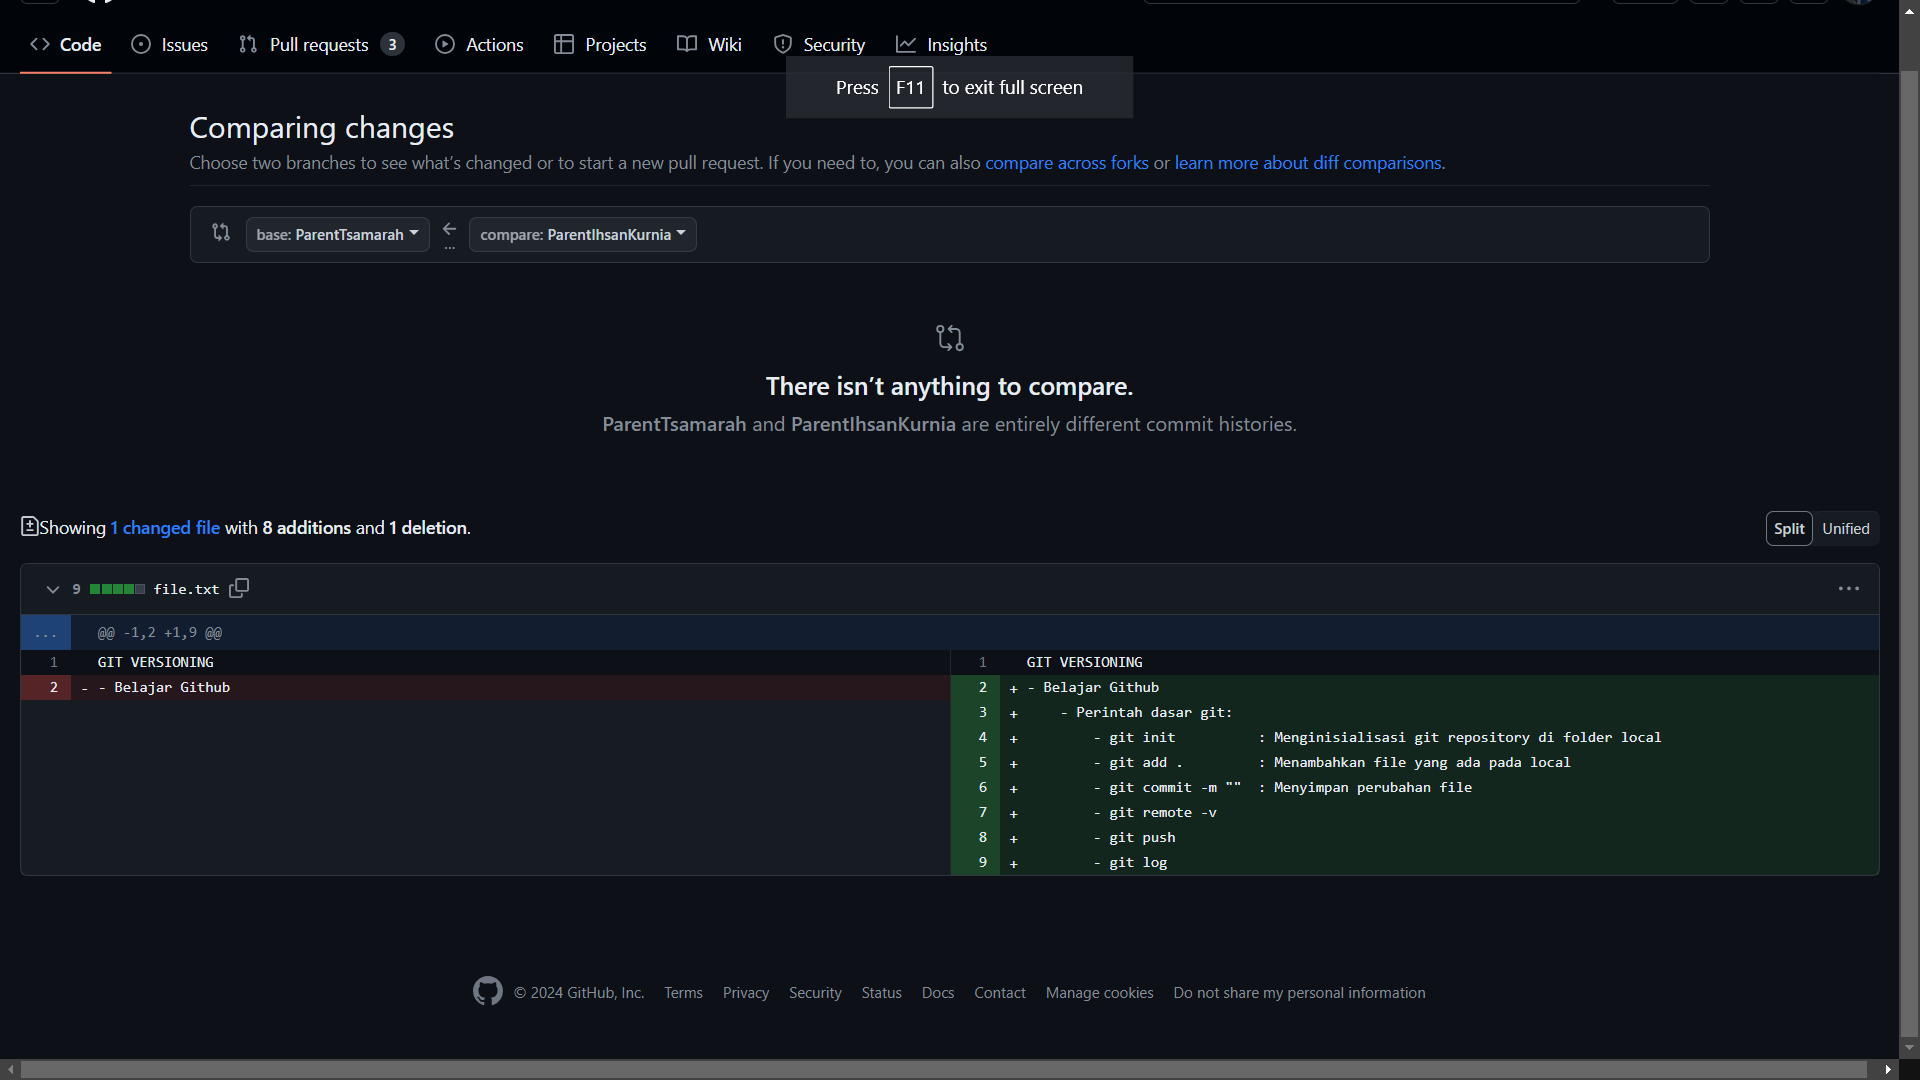 Code Issues Pull requests 3 Actions Projects Wiki Security Insights
Press F11 to exit full screen
Comparing changes
Choose two branches to see what's changed or to start a new pull request. If you need to, you can also compare across forks or learn more about diff comparisons.
base: ParentTsamarah ... compare: ParentIhsanKurnia
There isn't anything to compare.
ParentTsamarah and ParentIhsanKurnia are entirely different commit histories.
Showing 1 changed file with 8 additions and 1 deletion.
Split Unified
9 file.txt
... @@ -1,2 +1,9 @@
1 GIT VERSIONING
2 - - Belajar Github
1 GIT VERSIONING
2 + - Belajar Github
3 + - Perintah dasar git:
4 + - git init : Menginisialisasi git repository di folder local
5 + - git add . : Menambahkan file yang ada pada local
6 + - git commit -m "" : Menyimpan perubahan file
7 + - git remote -v
8 + - git push
9 + - git log
© 2024 GitHub, Inc. Terms Privacy Security Status Docs Contact Manage cookies Do not share my personal information